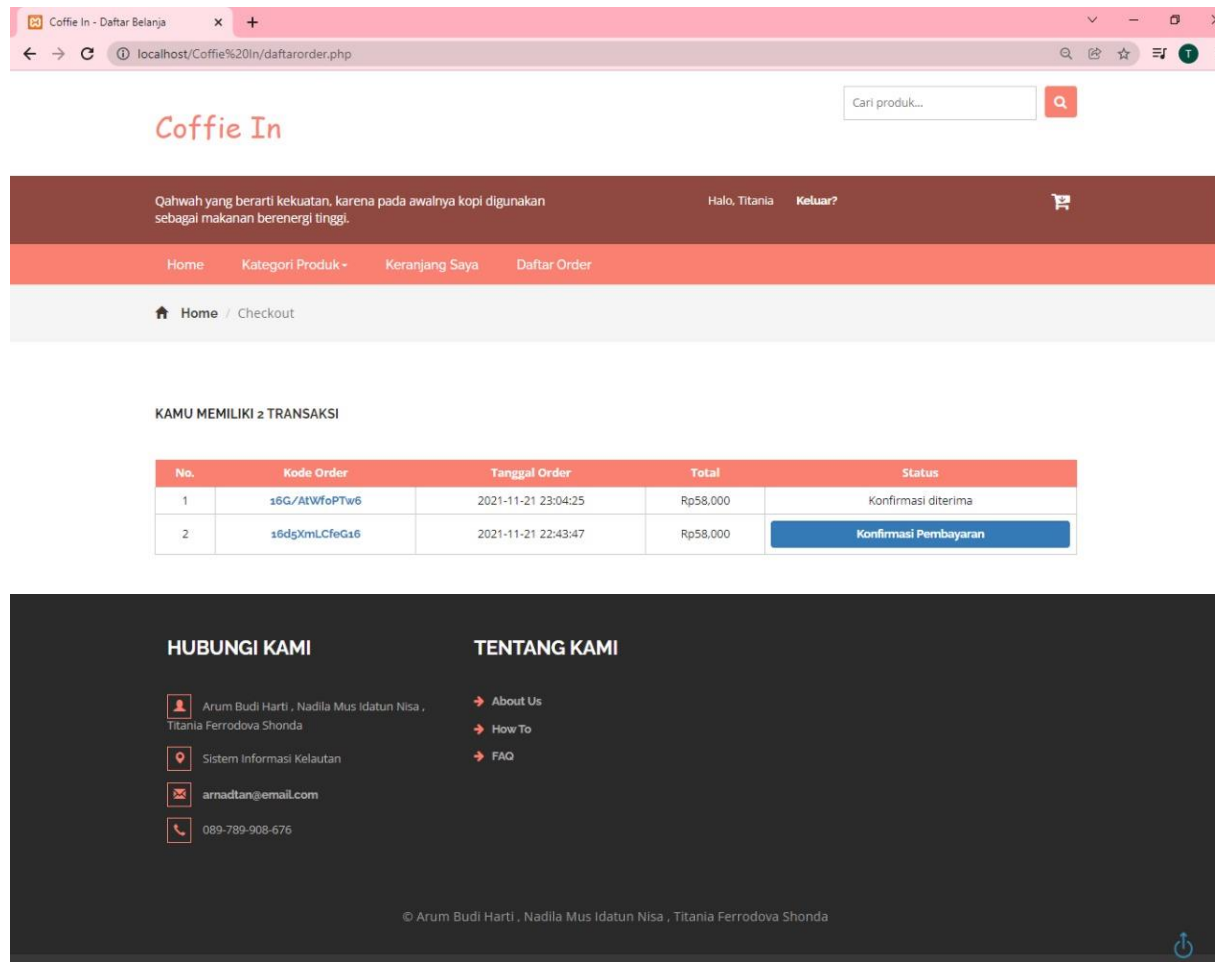 Coffie In - Daftar Belanja
localhost/Coffie%20In/daftarorder.php
T
Coffie In
Cari produk...
Qahwah yang berarti kekuatan, karena pada awalnya kopi digunakan
sebagai makanan berenergi tinggi.
Halo, Titania Keluar?
Home Kategori Produk Keranjang Saya Daftar Order
Home / Checkout
KAMU MEMILIKI 2 TRANSAKSI
No. Kode Order Tanggal Order Total Status
1 16G/AtWfoPTw6 2021-11-21 23:04:25 Rp58,000 Konfirmasi diterima
2 16d5XmLCfeG16 2021-11-21 22:43:47 Rp58,000 Konfirmasi Pembayaran
HUBUNGI KAMI
Arum Budi Harti , Nadila Mus Idatun Nisa ,
Titania Ferrodova Shonda
Sistem Informasi Kelautan
arnadtan@email.com
089-789-908-676
TENTANG KAMI
About Us
How To
FAQ
© Arum Budi Harti , Nadila Mus Idatun Nisa , Titania Ferrodova Shonda